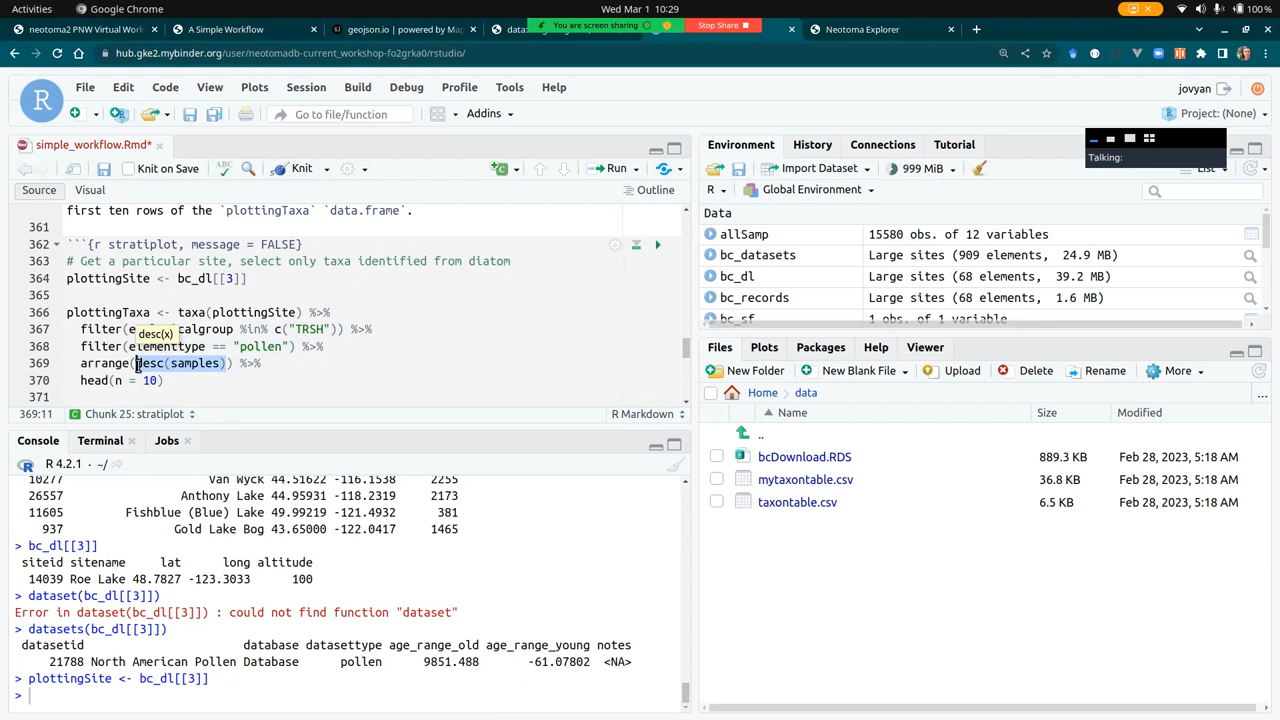 Activities
Google Chrome
Wed Mar 1 10:29
100 %
neotoma2 PNW Virtual Work
A Simple Workflow
geojson.io | powered by Map
data
You are screen sharing
Stop Share
Neotoma Explorer
hub.gke2.mybinder.org/user/neotomadb-current_workshop-fo2grka0/rstudio/
File Edit Code View Plots Session Build Debug Profile Tools Help
jovyan
Go to file/function
Addins
Project: (None)
simple_workflow.Rmd*
Knit on Save
ABC
Knit
Run
Source
Visual
Outline
first ten rows of the `plottingTaxa` `data.frame`.
361
362 ```{r stratiplot, message = FALSE}
363 # Get a particular site, select only taxa identified from diatom
364 plottingSite <- bc_dl[[3]]
365
366 plottingTaxa <- taxa(plottingSite) %>%
367 filter(e calgroup %in% c("TRSH")) %>%
desc(x)
368 filter(elementtype == "pollen") %>%
369 arrange(desc(samples)) %>%
370 head(n = 10)
371
369:11
Chunk 25: stratiplot
R Markdown
Console
Terminal
Jobs
R 4.2.1 · ~/
10277 Van Wyck 44.51622 -116.1538 2255
26557 Anthony Lake 44.95931 -118.2319 2173
11605 Fishblue (Blue) Lake 49.99219 -121.4932 381
937 Gold Lake Bog 43.65000 -122.0417 1465
> bc_dl[[3]]
siteid sitename lat long altitude
14039 Roe Lake 48.7827 -123.3033 100
> dataset(bc_dl[[3]])
Error in dataset(bc_dl[[3]]) : could not find function "dataset"
> datasets(bc_dl[[3]])
datasetid database datasettype age_range_old age_range_young notes
21788 North American Pollen Database pollen 9851.488 -61.07802 <NA>
> plottingSite <- bc_dl[[3]]
>
Environment
History
Connections
Tutorial
Talking:
Import Dataset
999 MiB
List
R
Global Environment
Data
allSamp 15580 obs. of 12 variables
bc_datasets Large sites (909 elements, 24.9 MB)
bc_dl Large sites (68 elements, 39.2 MB)
bc_records Large sites (68 elements, 1.6 MB)
bc_sf 1 obs. of 1 variable
Files
Plots
Packages
Help
Viewer
New Folder
New Blank File
Upload
Delete
Rename
More
Home
data
...
Name
Size
Modified
..
bcDownload.RDS 889.3 KB Feb 28, 2023, 5:18 AM
mytaxontable.csv 36.8 KB Feb 28, 2023, 5:18 AM
taxontable.csv 6.5 KB Feb 28, 2023, 5:18 AM